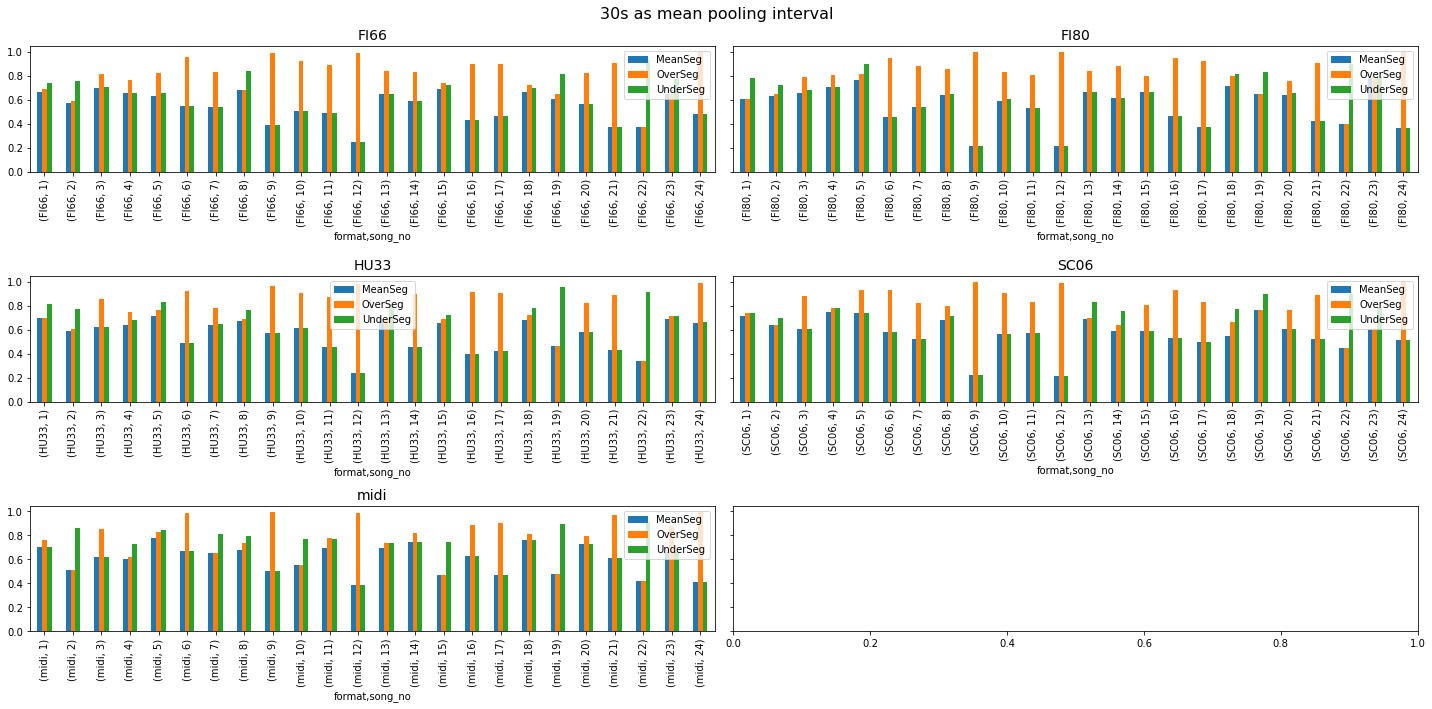 30s as mean pooling interval
FI66
1.0
0.8
0.6
0.4
0.2
0.0
MeanSeg
OverSeg
UnderSeg
(FI66, 1)
(FI66, 2)
(FI66, 3)
(FI66, 4)
(FI66, 5)
(FI66, 6)
(FI66, 7)
(FI66, 8)
(FI66, 9)
(FI66, 10)
(FI66, 11)
(FI66, 12)
(FI66, 13)
(FI66, 14)
(FI66, 15)
(FI66, 16)
(FI66, 17)
(FI66, 18)
(FI66, 19)
(FI66, 20)
(FI66, 21)
(FI66, 22)
(FI66, 23)
(FI66, 24)
format,song_no
FI80
MeanSeg
OverSeg
UnderSeg
(FI80, 1)
(FI80, 2)
(FI80, 3)
(FI80, 4)
(FI80, 5)
(FI80, 6)
(FI80, 7)
(FI80, 8)
(FI80, 9)
(FI80, 10)
(FI80, 11)
(FI80, 12)
(FI80, 13)
(FI80, 14)
(FI80, 15)
(FI80, 16)
(FI80, 17)
(FI80, 18)
(FI80, 19)
(FI80, 20)
(FI80, 21)
(FI80, 22)
(FI80, 23)
(FI80, 24)
format,song_no
HU33
1.0
0.8
0.6
0.4
0.2
0.0
MeanSeg
OverSeg
UnderSeg
(HU33, 1)
(HU33, 2)
(HU33, 3)
(HU33, 4)
(HU33, 5)
(HU33, 6)
(HU33, 7)
(HU33, 8)
(HU33, 9)
(HU33, 10)
(HU33, 11)
(HU33, 12)
(HU33, 13)
(HU33, 14)
(HU33, 15)
(HU33, 16)
(HU33, 17)
(HU33, 18)
(HU33, 19)
(HU33, 20)
(HU33, 21)
(HU33, 22)
(HU33, 23)
(HU33, 24)
format,song_no
SC06
MeanSeg
OverSeg
UnderSeg
(SC06, 1)
(SC06, 2)
(SC06, 3)
(SC06, 4)
(SC06, 5)
(SC06, 6)
(SC06, 7)
(SC06, 8)
(SC06, 9)
(SC06, 10)
(SC06, 11)
(SC06, 12)
(SC06, 13)
(SC06, 14)
(SC06, 15)
(SC06, 16)
(SC06, 17)
(SC06, 18)
(SC06, 19)
(SC06, 20)
(SC06, 21)
(SC06, 22)
(SC06, 23)
(SC06, 24)
format,song_no
midi
1.0
0.8
0.6
0.4
0.2
0.0
MeanSeg
OverSeg
UnderSeg
(midi, 1)
(midi, 2)
(midi, 3)
(midi, 4)
(midi, 5)
(midi, 6)
(midi, 7)
(midi, 8)
(midi, 9)
(midi, 10)
(midi, 11)
(midi, 12)
(midi, 13)
(midi, 14)
(midi, 15)
(midi, 16)
(midi, 17)
(midi, 18)
(midi, 19)
(midi, 20)
(midi, 21)
(midi, 22)
(midi, 23)
(midi, 24)
format,song_no
0.0 0.2 0.4 0.6 0.8 1.0